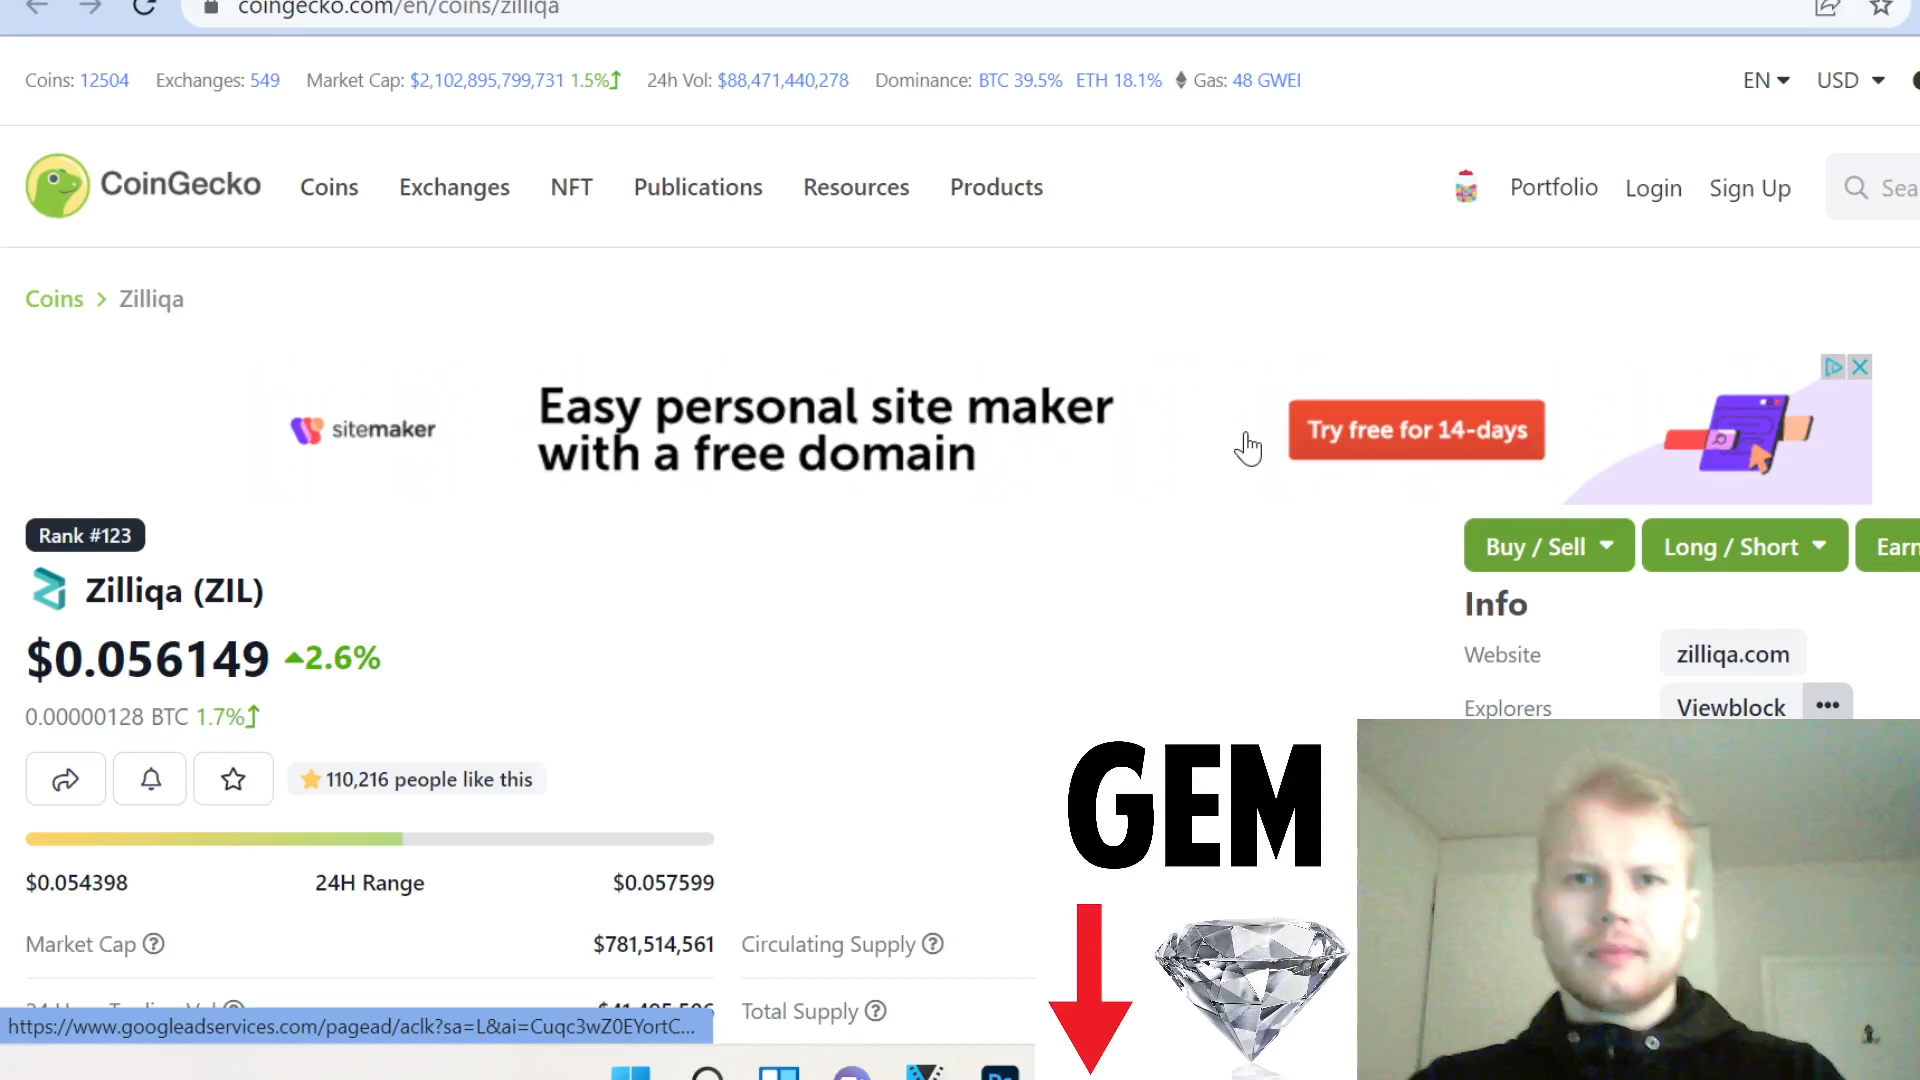 coingecko.com/en/coins/zilliqa
Coins: 12504 Exchanges: 549 Market Cap: $2,102,895,799,731 1.5% 24h Vol: $88,471,440,278 Dominance: BTC 39.5% ETH 18.1% Gas: 48 GWEI EN USD
CoinGecko Coins Exchanges NFT Publications Resources Products Portfolio Login Sign Up Sea
Coins > Zilliqa
sitemaker
Easy personal site maker
with a free domain
Try free for 14-days
Rank #123
Zilliqa (ZIL)
$0.056149 2.6%
0.00000128 BTC 1.7%
110,216 people like this
$0.054398 24H Range $0.057599
Market Cap $781,514,561
Circulating Supply
Total Supply
Buy / Sell Long / Short Earn
Info
Website zilliqa.com
Explorers Viewblock
GEM
https://www.googleadservices.com/pagead/aclk?sa=L&ai=Cuqc3wZ0EYortC...